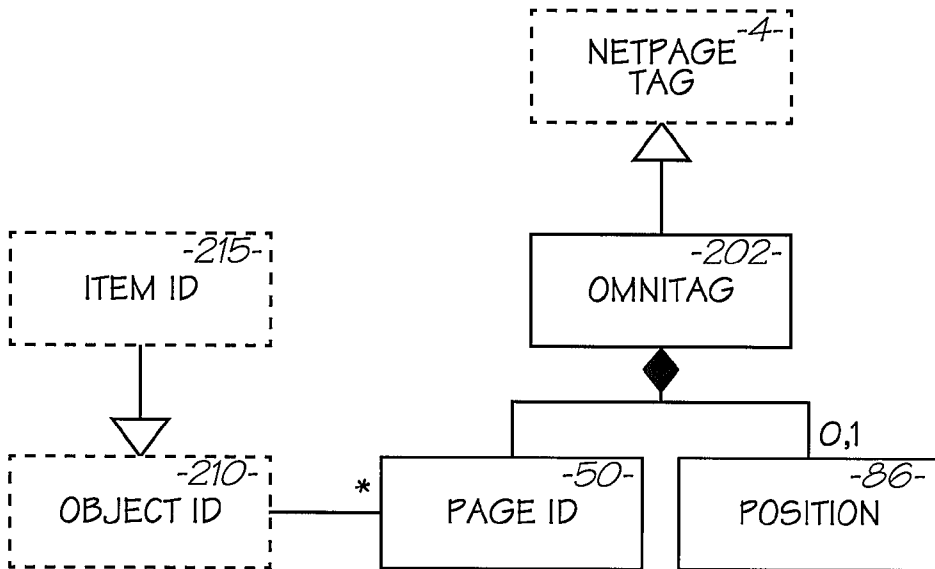 -4-
NETPAGE
TAG
-215-
ITEM ID
-202-
OMNITAG
0,1
-210-
OBJECT ID
*
-50-
PAGE ID
-86-
POSITION